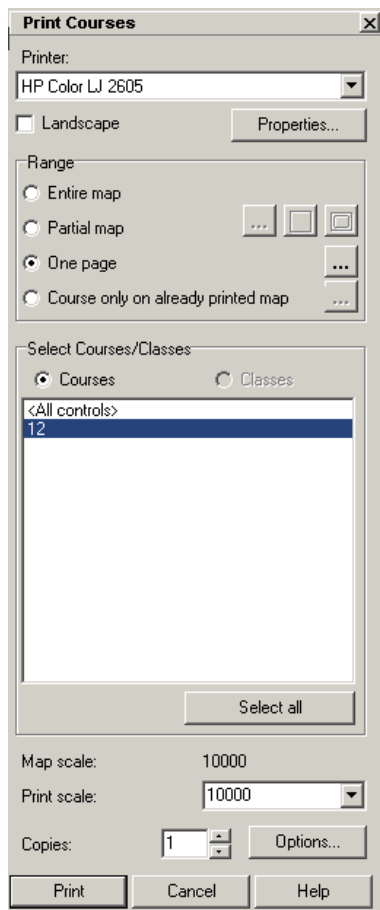 Print Courses
Printer:
HP Color LJ 2605
Landscape
Properties...
Range
Entire map
Partial map
...
One page
...
Course only on already printed map
...
Select Courses/Classes
Courses
Classes
<All controls>
12
Select all
Map scale: 10000
Print scale: 10000
Copies: 1
Options...
Print
Cancel
Help